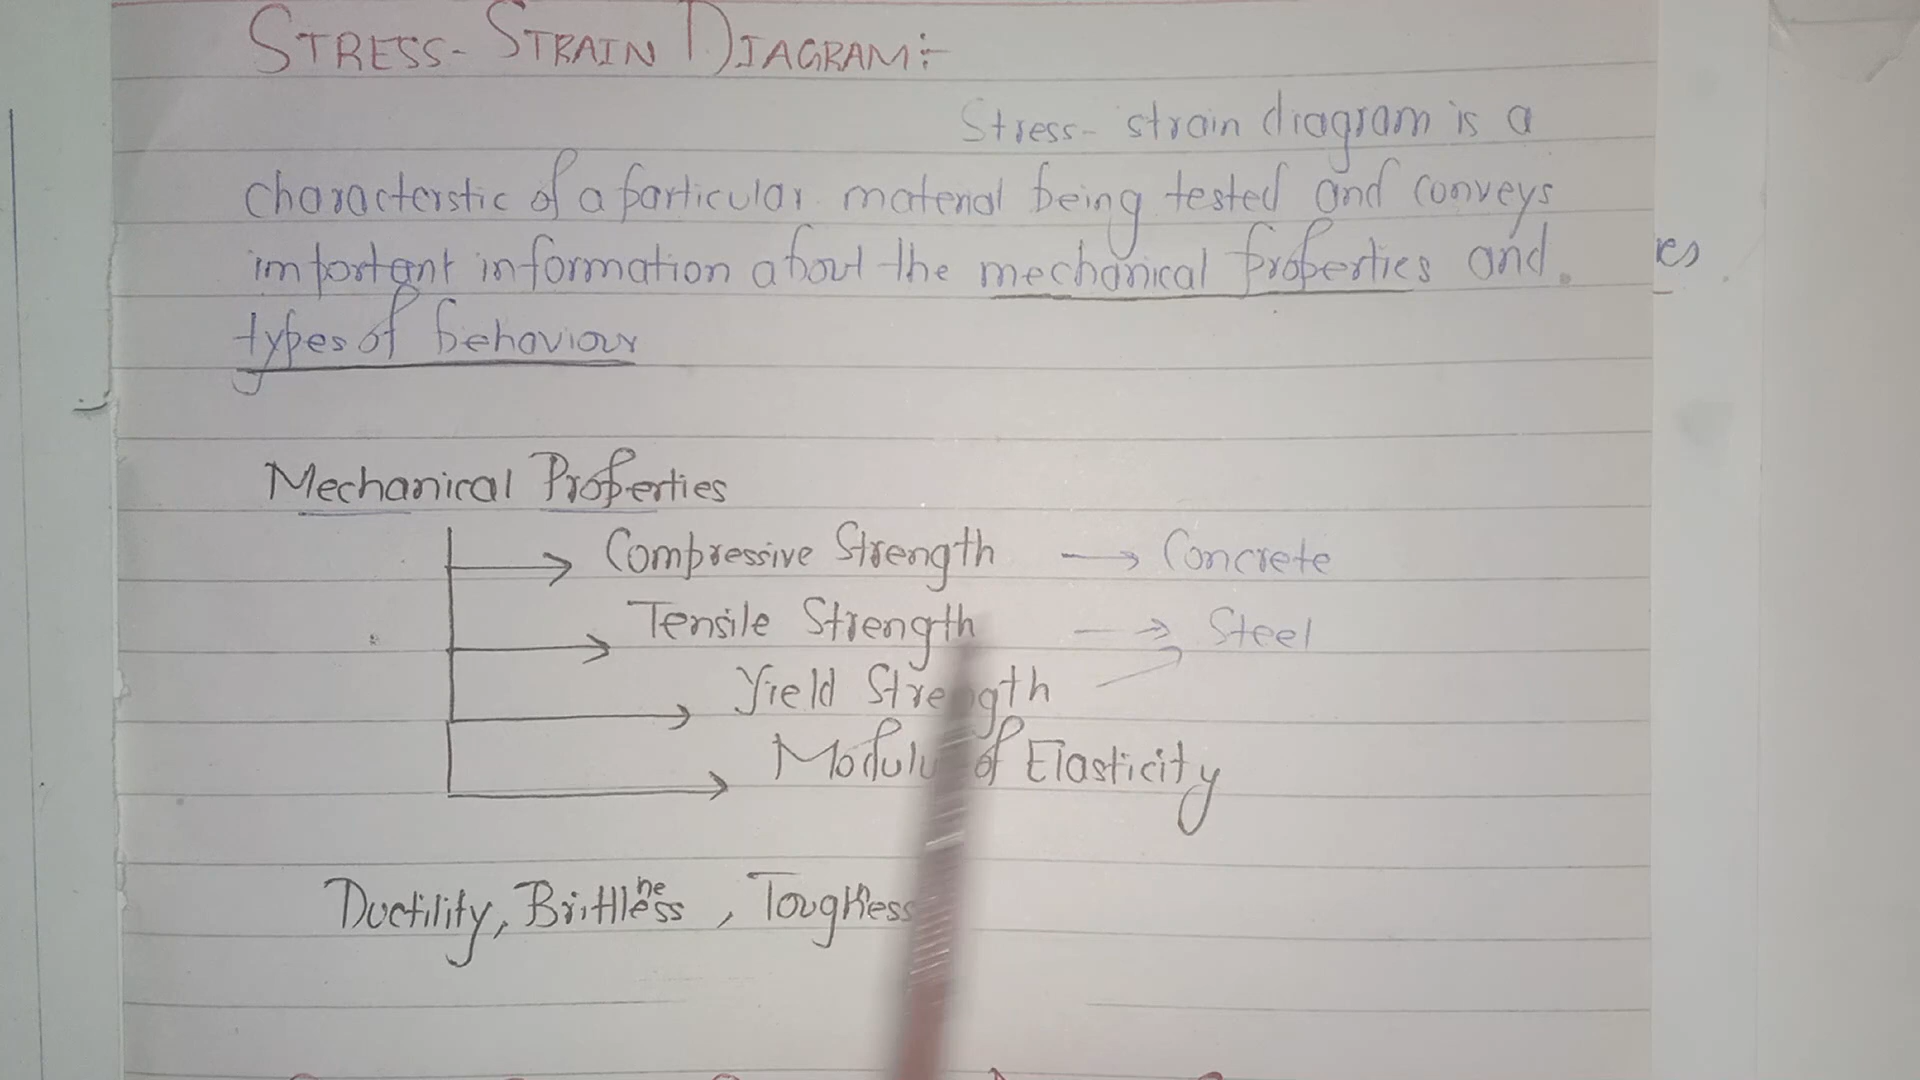 STRESS-STRAIN DIAGRAM:-
Stress-strain diagram is a
characterstic of a particular material being tested and conveys
important information about the mechanical properties and
es
types of behaviour
Mechanical Properties
Compressive Strength → Concrete
Tensile Strength → Steel
Yield Strength
of Elasticity
Ductility, Brittleness, Toughness